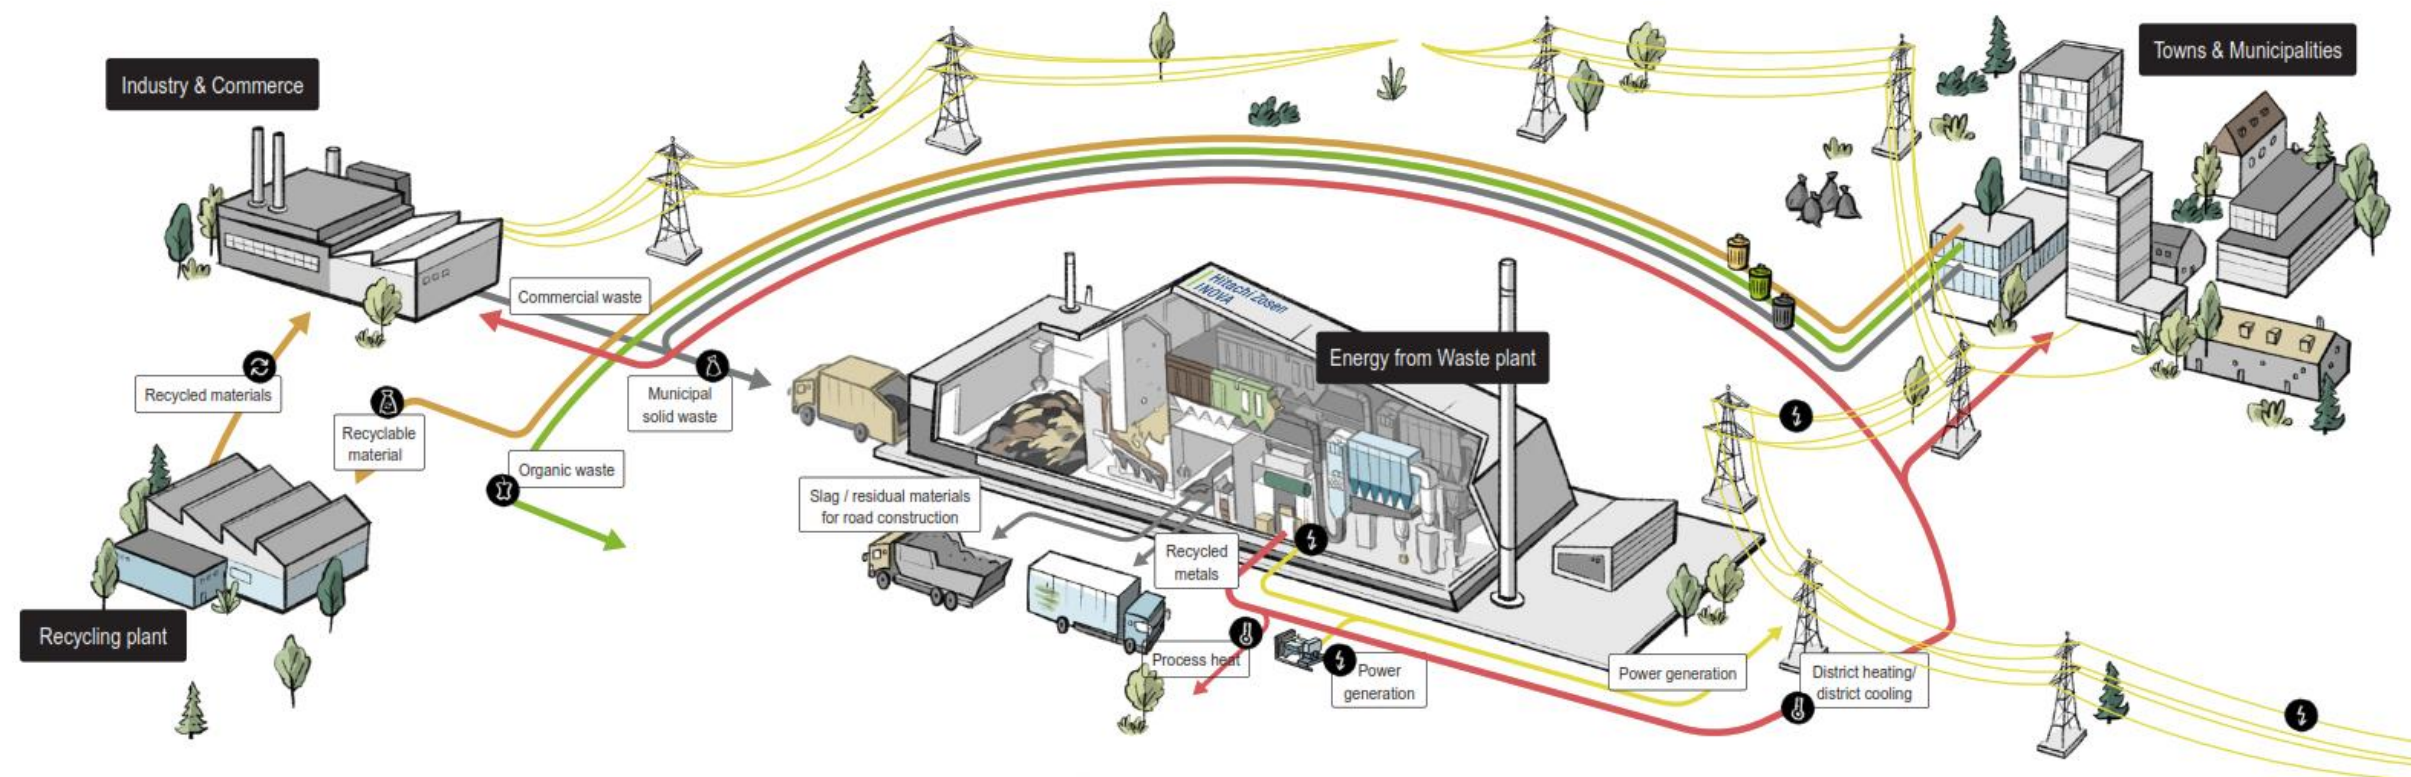 Industry & Commerce
Towns & Municipalities
Commercial waste
Hitachi Zosen
INOVA
Energy from Waste plant
Recycled materials
Municipal
solid waste
Recyclable
material
Organic waste
Slag / residual materials
for road construction
Recycled
metals
Recycling plant
Process heat
Power
generation
Power generation
District heating/
district cooling